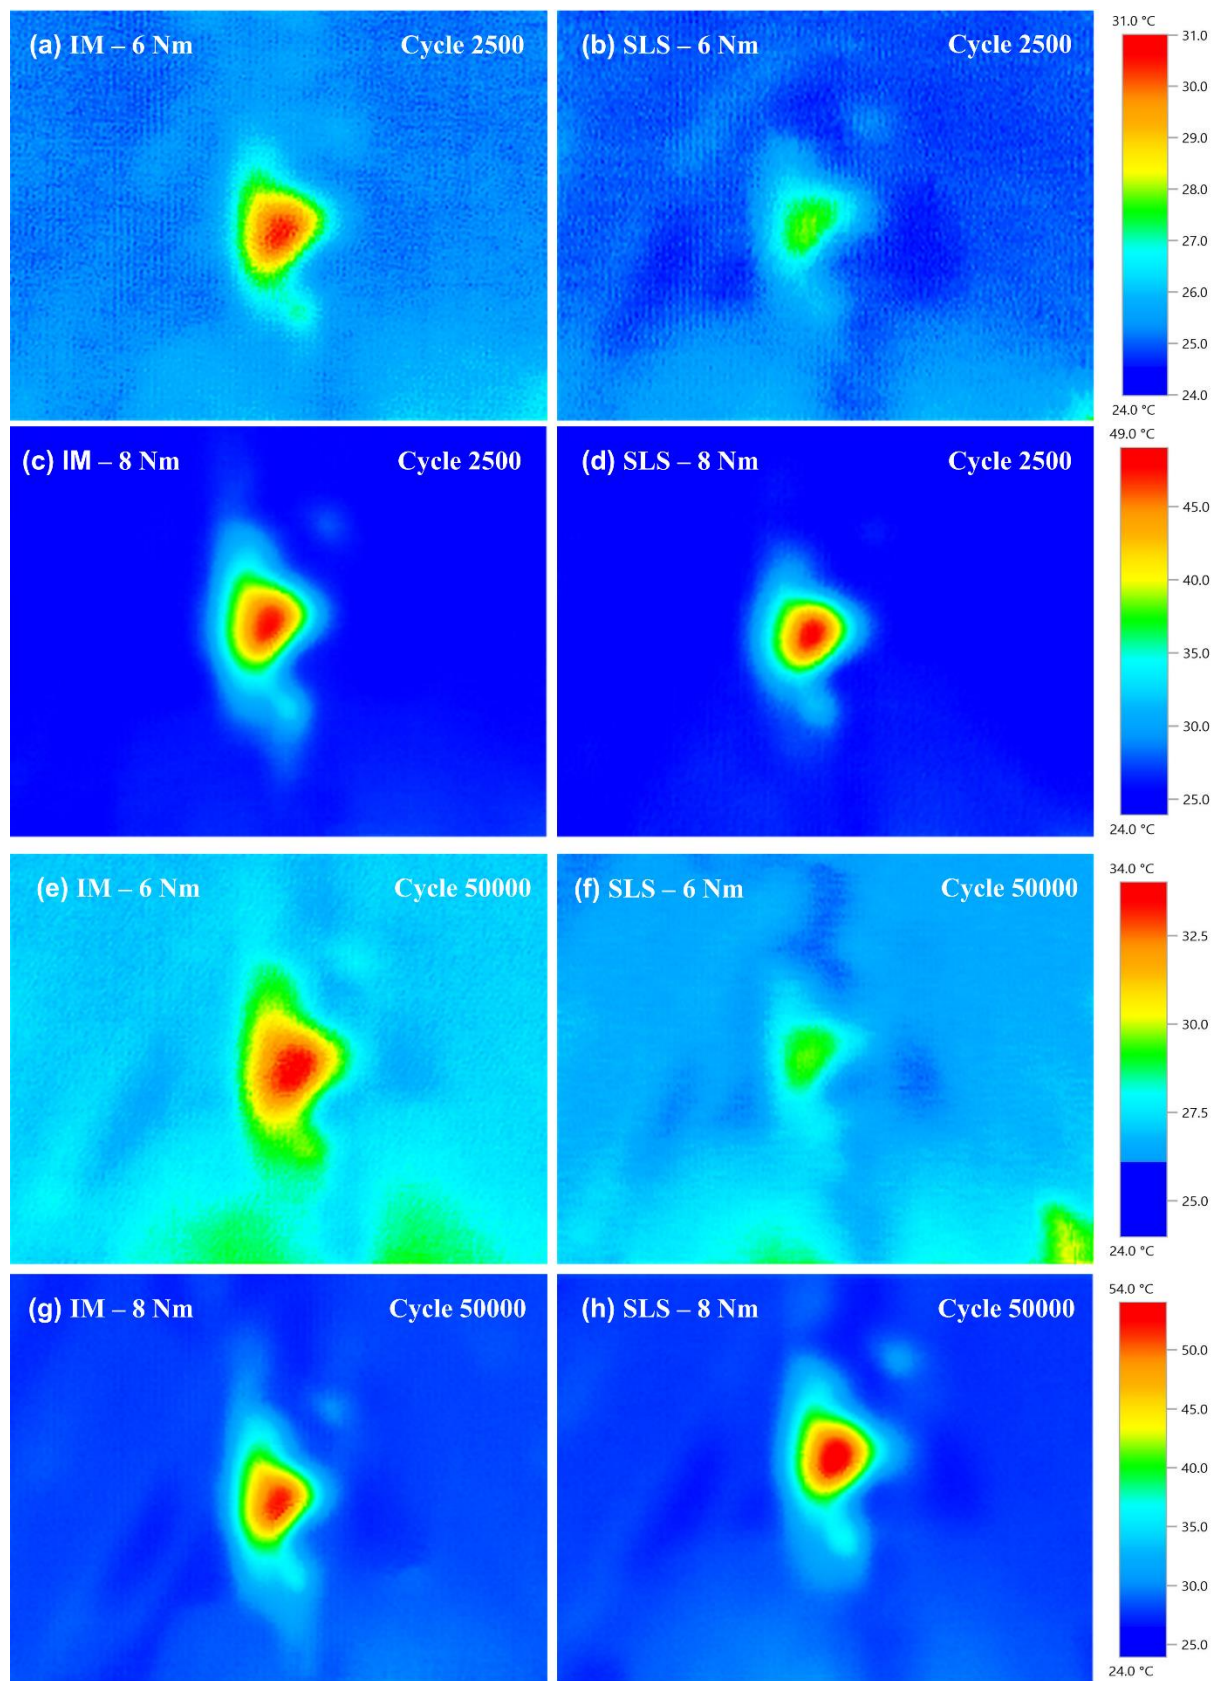 (a) IM – 6 Nm Cycle 2500
(b) SLS – 6 Nm Cycle 2500
31.0 °C
31.0
30.0
29.0
28.0
27.0
26.0
25.0
24.0
24.0 °C
(c) IM – 8 Nm Cycle 2500
(d) SLS – 8 Nm Cycle 2500
49.0 °C
45.0
40.0
35.0
30.0
25.0
24.0 °C
(e) IM – 6 Nm Cycle 50000
(f) SLS – 6 Nm Cycle 50000
34.0 °C
32.5
30.0
27.5
25.0
24.0 °C
(g) IM – 8 Nm Cycle 50000
(h) SLS – 8 Nm Cycle 50000
54.0 °C
50.0
45.0
40.0
35.0
30.0
25.0
24.0 °C